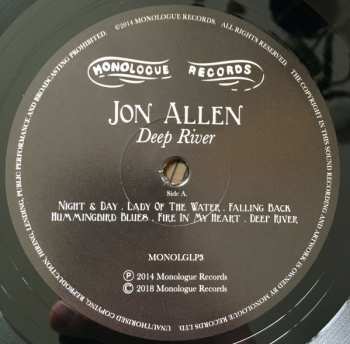 ©2014 MONOLOGUE RECORDS. ALL RIGHTS RESERVED. THE COPYRIGHT IN THIS SOUND RECORDING AND ARTWORK IS OWNED BY MONOLOGUE RECORDS LTD. UNAUTHORISED COPYING, REPRODUCTION, HIRING, LENDING, PUBLIC PERFORMANCE AND BROADCASTING PROHIBITED.
MONOLOGUE RECORDS
JON ALLEN
Deep River
Side A.
NIGHT & DAY . LADY OF THE WATER . FALLING BACK
HUMMINGBIRD BLUES . FIRE IN MY HEART . DEEP RIVER
MONOLGLP3
Ⓟ 2014 Monologue Records
© 2018 Monologue Records